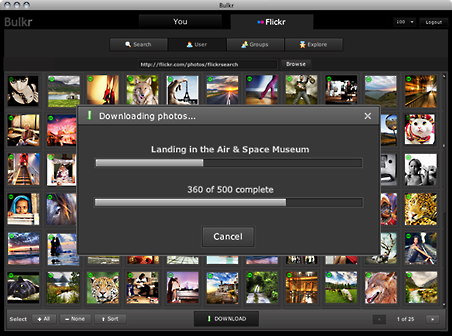 Bulkr
Bulkr
You
Flickr
100
Logout
Search
User
Groups
Explore
http://flickr.com/photos/flickrsearch
Browse
Downloading photos...
Landing in the Air & Space Museum
360 of 500 complete
Cancel
Select
All
None
Sort
DOWNLOAD
1 of 25